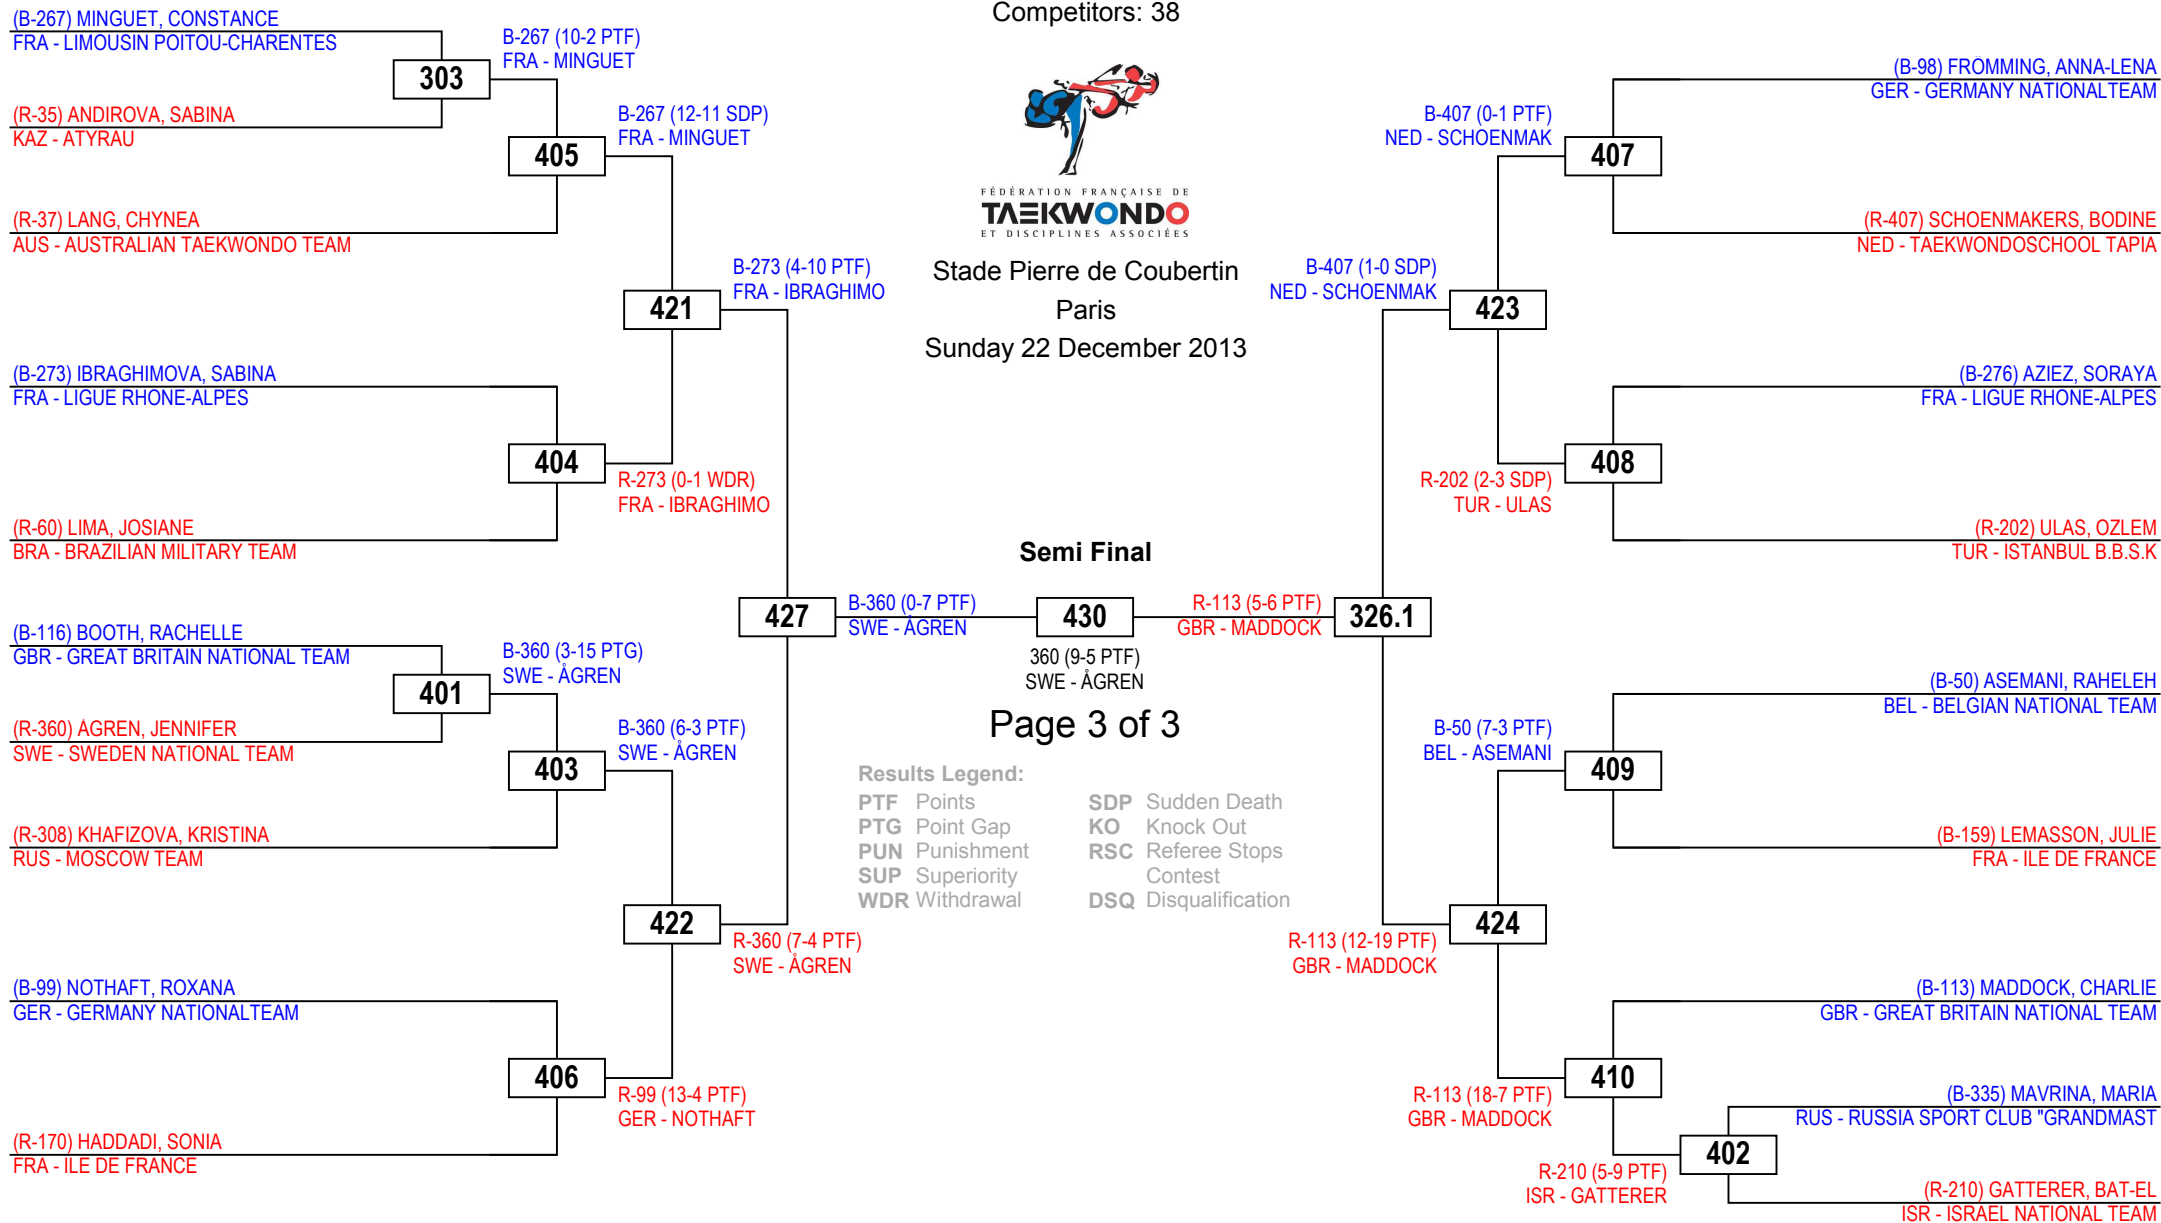 Competitors: 38
FÉDÉRATION FRANÇAISE DE
TAEKWONDO
ET DISCIPLINES ASSOCIÉES
Stade Pierre de Coubertin
Paris
Sunday 22 December 2013
(B-267) MINGUET, CONSTANCE
FRA - LIMOUSIN POITOU-CHARENTES
303
(R-35) ANDIROVA, SABINA
KAZ - ATYRAU
B-267 (10-2 PTF)
FRA - MINGUET
405
(R-37) LANG, CHYNEA
AUS - AUSTRALIAN TAEKWONDO TEAM
B-267 (12-11 SDP)
FRA - MINGUET
421
(B-273) IBRAGHIMOVA, SABINA
FRA - LIGUE RHONE-ALPES
404
(R-60) LIMA, JOSIANE
BRA - BRAZILIAN MILITARY TEAM
R-273 (0-1 WDR)
FRA - IBRAGHIMO
B-273 (4-10 PTF)
FRA - IBRAGHIMO
427
(B-116) BOOTH, RACHELLE
GBR - GREAT BRITAIN NATIONAL TEAM
401
(R-360) ÅGREN, JENNIFER
SWE - SWEDEN NATIONAL TEAM
B-360 (3-15 PTG)
SWE - ÅGREN
403
(R-308) KHAFIZOVA, KRISTINA
RUS - MOSCOW TEAM
B-360 (6-3 PTF)
SWE - ÅGREN
422
(B-99) NOTHAFT, ROXANA
GER - GERMANY NATIONALTEAM
406
(R-170) HADDADI, SONIA
FRA - ILE DE FRANCE
R-99 (13-4 PTF)
GER - NOTHAFT
R-360 (7-4 PTF)
SWE - ÅGREN
B-360 (0-7 PTF)
SWE - ÅGREN
Semi Final
430
360 (9-5 PTF)
SWE - ÅGREN
Page 3 of 3
Results Legend:
PTF Points
PTG Point Gap
PUN Punishment
SUP Superiority
WDR Withdrawal
SDP Sudden Death
KO Knock Out
RSC Referee Stops
Contest
DSQ Disqualification
R-113 (5-6 PTF)
GBR - MADDOCK
326.1
B-407 (1-0 SDP)
NED - SCHOENMAK
423
B-407 (0-1 PTF)
NED - SCHOENMAK
407
(B-98) FRÖMMING, ANNA-LENA
GER - GERMANY NATIONALTEAM
(R-407) SCHOENMAKERS, BODINE
NED - TAEKWONDOSCHOOL TAPIA
R-202 (2-3 SDP)
TUR - ULAS
408
(B-276) AZIEZ, SORAYA
FRA - LIGUE RHONE-ALPES
(R-202) ULAS, OZLEM
TUR - ISTANBUL B.B.S.K
R-113 (12-19 PTF)
GBR - MADDOCK
424
B-50 (7-3 PTF)
BEL - ASEMANI
409
(B-50) ASEMANI, RAHELEH
BEL - BELGIAN NATIONAL TEAM
(B-159) LEMASSON, JULIE
FRA - ILE DE FRANCE
R-113 (18-7 PTF)
GBR - MADDOCK
410
(B-113) MADDOCK, CHARLIE
GBR - GREAT BRITAIN NATIONAL TEAM
R-210 (5-9 PTF)
ISR - GATTERER
402
(B-335) MAVRINA, MARIA
RUS - RUSSIA SPORT CLUB "GRANDMAST
(R-210) GATTERER, BAT-EL
ISR - ISRAEL NATIONAL TEAM